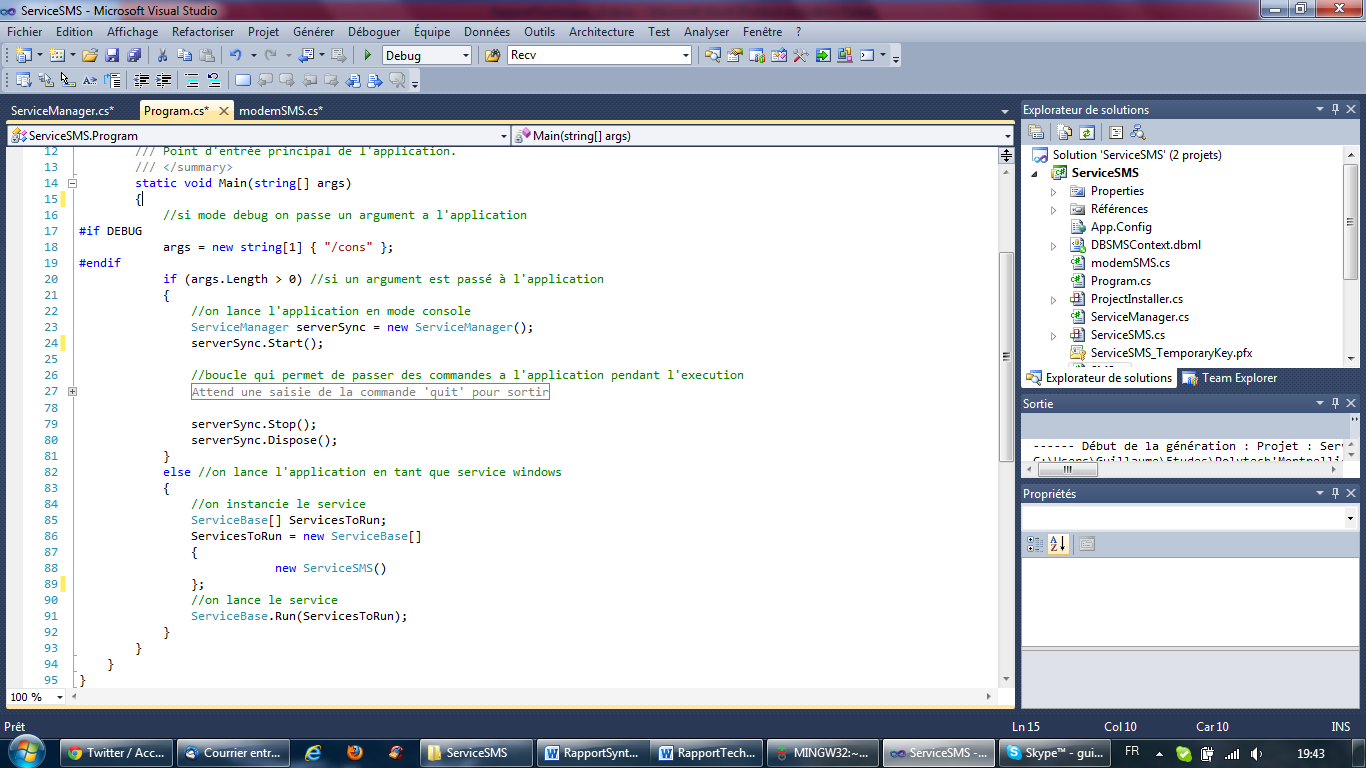 ServiceSMS - Microsoft Visual Studio
Fichier Edition Affichage Refactoriser Projet Générer Déboguer Équipe Données Outils Architecture Test Analyser Fenêtre ?
Debug Recv
ServiceManager.cs* Program.cs* modemSMS.cs*
ServiceSMS.Program Main(string[] args)
12 /// Point d'entrée principal de l'application.
13 /// </summary>
14 static void Main(string[] args)
15 {
16 //si mode debug on passe un argument a l'application
17 #if DEBUG
18 args = new string[1] { "/cons" };
19 #endif
20 if (args.Length > 0) //si un argument est passé à l'application
21 {
22 //on lance l'application en mode console
23 ServiceManager serverSync = new ServiceManager();
24 serverSync.Start();
25
26 //boucle qui permet de passer des commandes a l'application pendant l'execution
27 Attend une saisie de la commande 'quit' pour sortir
78
79 serverSync.Stop();
80 serverSync.Dispose();
81 }
82 else //on lance l'application en tant que service windows
83 {
84 //on instancie le service
85 ServiceBase[] ServicesToRun;
86 ServicesToRun = new ServiceBase[]
87 {
88 new ServiceSMS()
89 };
90 //on lance le service
91 ServiceBase.Run(ServicesToRun);
92 }
93 }
94 }
95 }
100 %
Explorateur de solutions
Solution 'ServiceSMS' (2 projets)
ServiceSMS
Properties
Références
App.Config
DBSMSContext.dbml
modemSMS.cs
Program.cs
ProjectInstaller.cs
ServiceManager.cs
ServiceSMS.cs
ServiceSMS_TemporaryKey.pfx
Explorateur de solutions Team Explorer
Sortie
------ Début de la génération : Projet : Serv
Propriétés
Prêt Ln 15 Col 10 Car 10 INS
Twitter / Acc... Courrier entr... ServiceSMS RapportSynt... RapportTech... MINGW32:~... ServiceSMS -... Skype™ - gui... FR 19:43